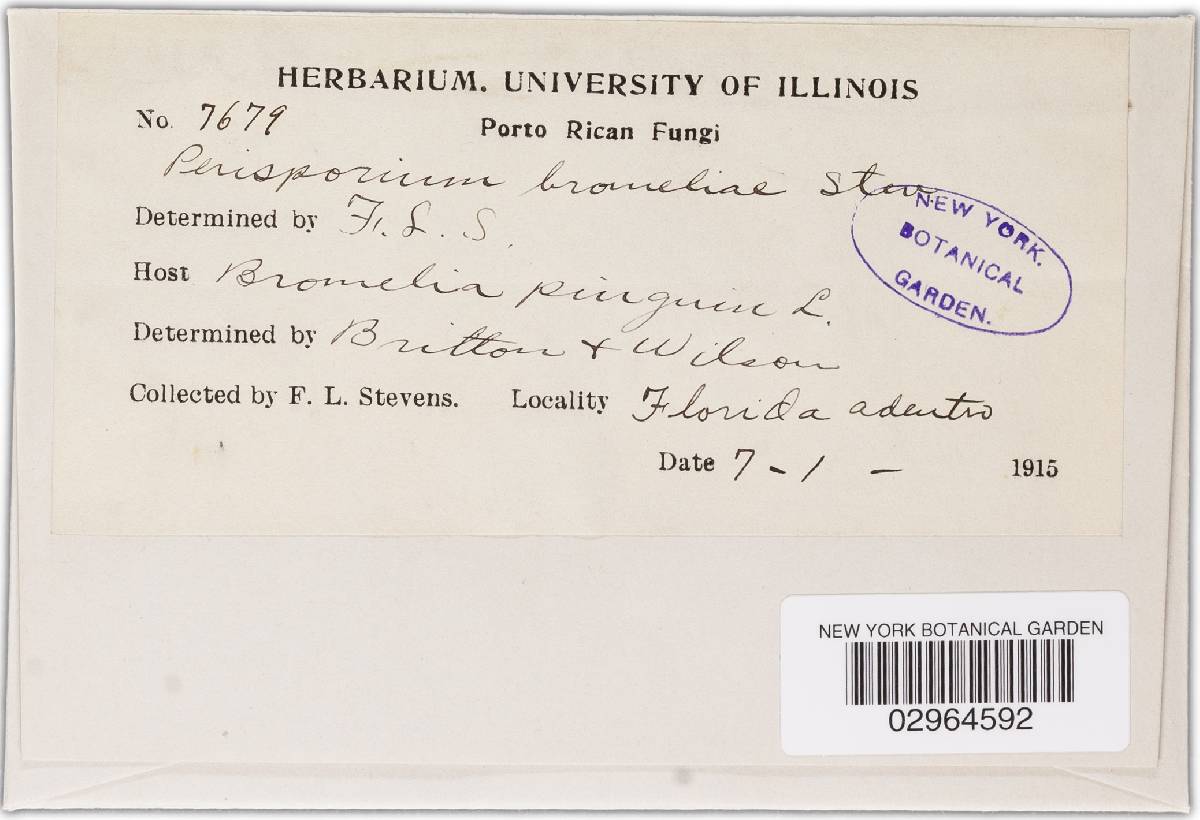 HERBARIUM. UNIVERSITY OF ILLINOIS
No. 7679 Porto Rican Fungi
Perisporium bromeliae Stev.
Determined by F. L. S.
Host Bromelia pinguin L.
Determined by Britton + Wilson
Collected by F. L. Stevens. Locality Florida adentro
Date 7-1- 1915
NEW YORK.
BOTANICAL
GARDEN.
NEW YORK BOTANICAL GARDEN
02964592